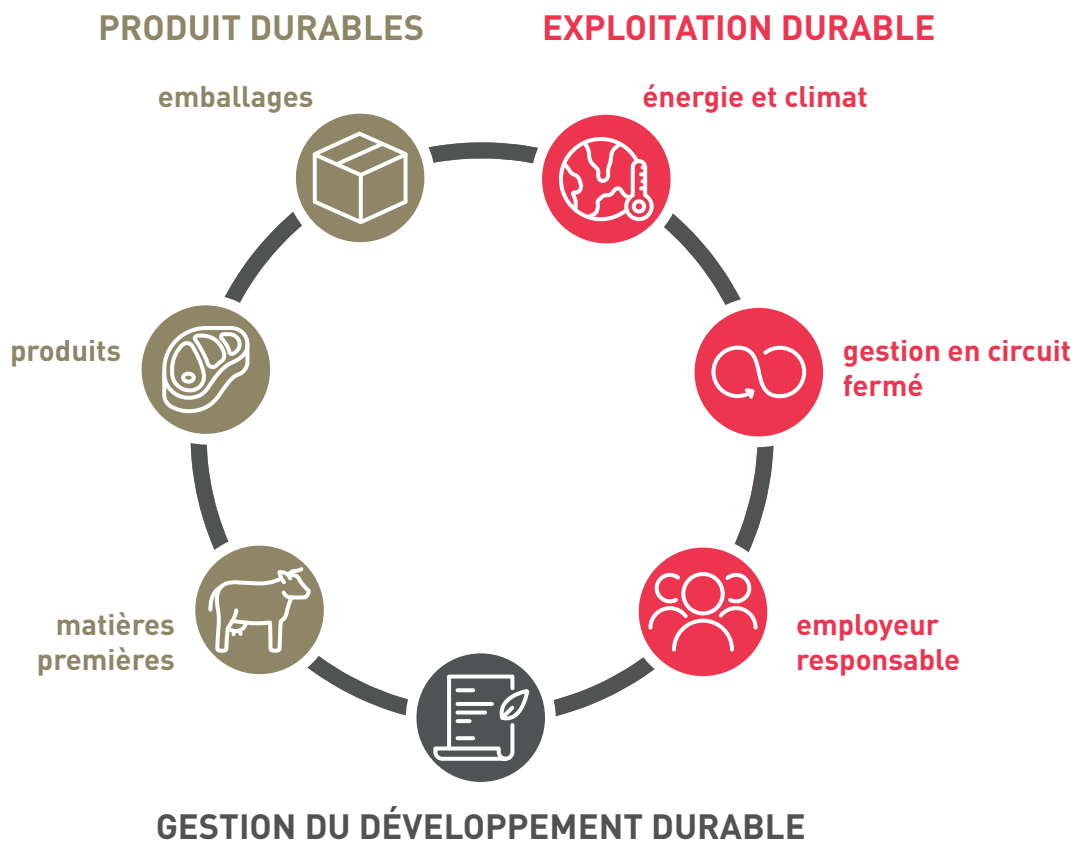 PRODUIT DURABLES
EXPLOITATION DURABLE
emballages
énergie et climat
produits
gestion en circuit
fermé
matières
premières
employeur
responsable
GESTION DU DÉVELOPPEMENT DURABLE